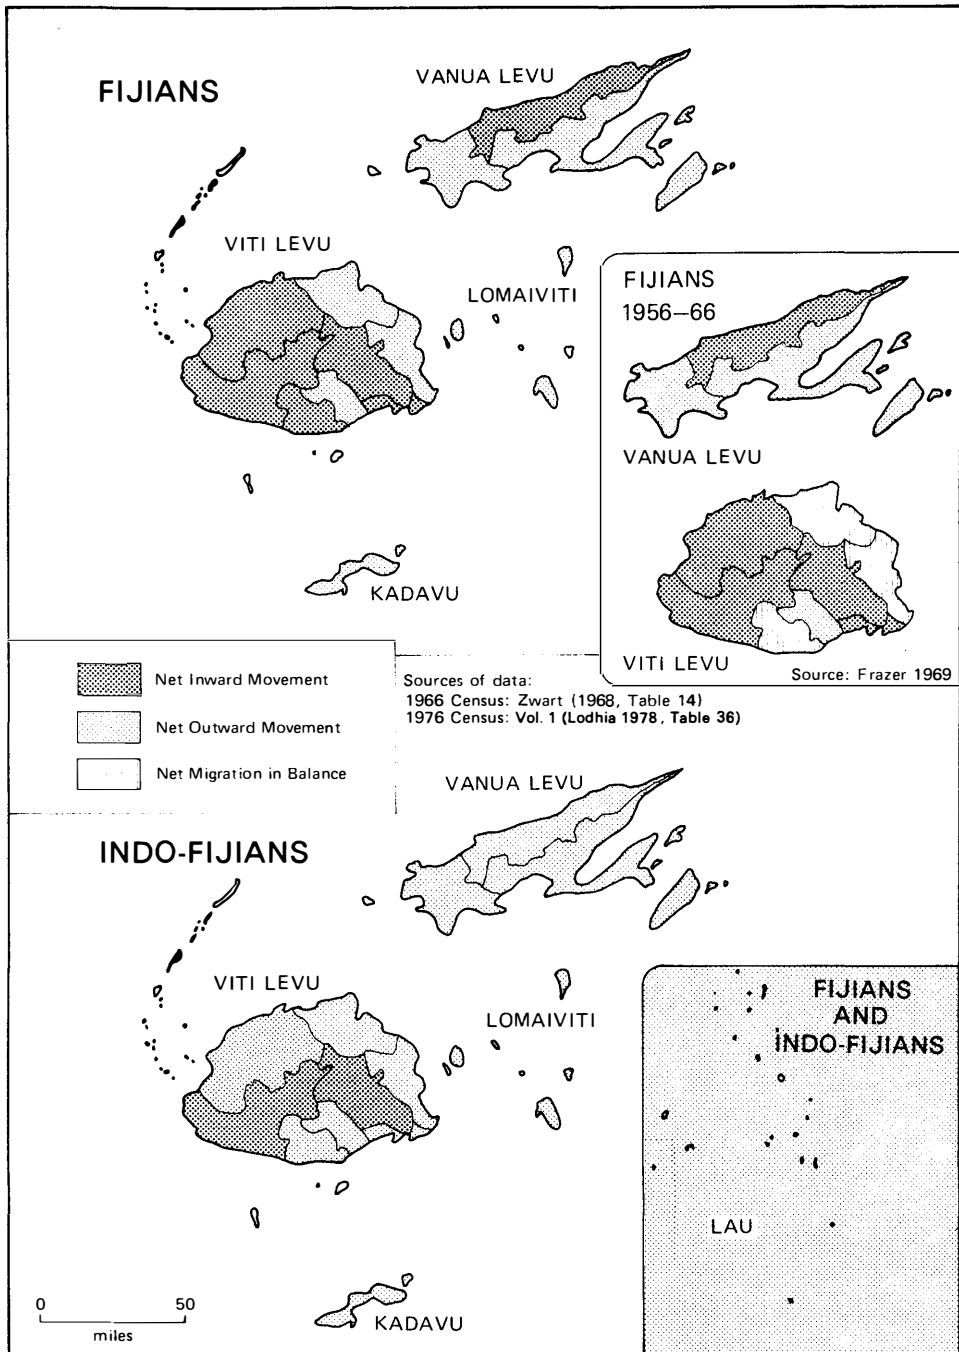 FIJIANS
VANUA LEVU
VITI LEVU
LOMAIVITI
KADAVU
FIJIANS
1956–66
VANUA LEVU
VITI LEVU
Source: Frazer 1969
Net Inward Movement
Net Outward Movement
Net Migration in Balance
Sources of data:
1966 Census: Zwart (1968, Table 14)
1976 Census: Vol. 1 (Lodhia 1978, Table 36)
INDO-FIJIANS
VANUA LEVU
VITI LEVU
LOMAIVITI
KADAVU
0 50
miles
FIJIANS
AND
INDO-FIJIANS
LAU